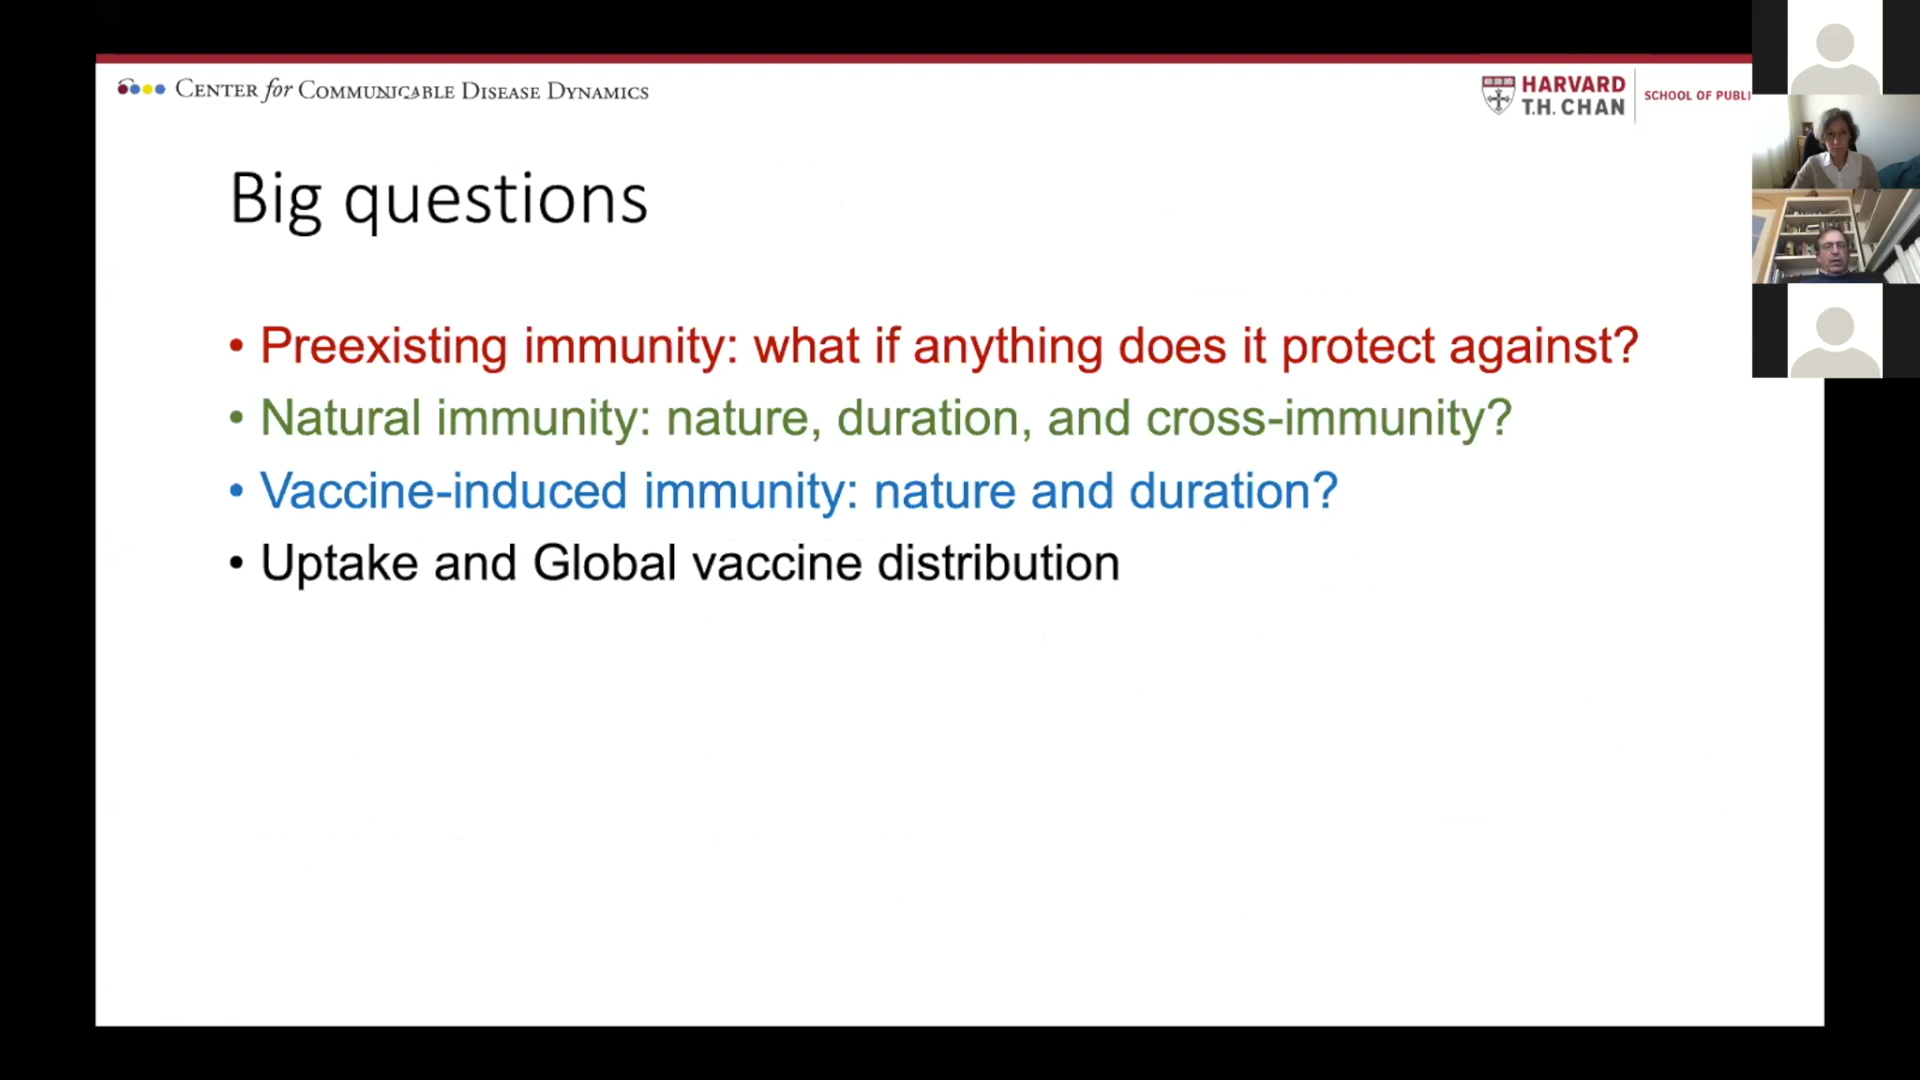 CENTER for COMMUNICABLE DISEASE DYNAMICS
HARVARD
T.H. CHAN
SCHOOL OF PUBLI
Big questions
• Preexisting immunity: what if anything does it protect against?
• Natural immunity: nature, duration, and cross-immunity?
• Vaccine-induced immunity: nature and duration?
• Uptake and Global vaccine distribution